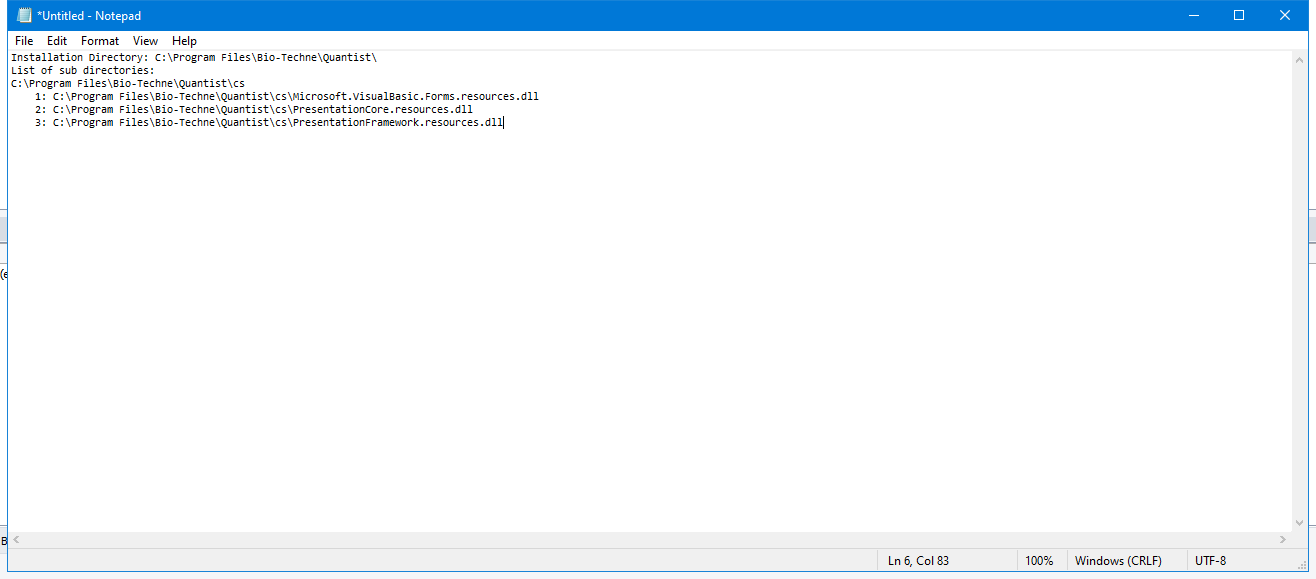 *Untitled - Notepad
File Edit Format View Help
Installation Directory: C:\Program Files\Bio-Techne\Quantist\
List of sub directories:
C:\Program Files\Bio-Techne\Quantist\cs
    1: C:\Program Files\Bio-Techne\Quantist\cs\Microsoft.VisualBasic.Forms.resources.dll
    2: C:\Program Files\Bio-Techne\Quantist\cs\PresentationCore.resources.dll
    3: C:\Program Files\Bio-Techne\Quantist\cs\PresentationFramework.resources.dll
Ln 6, Col 83 100% Windows (CRLF) UTF-8